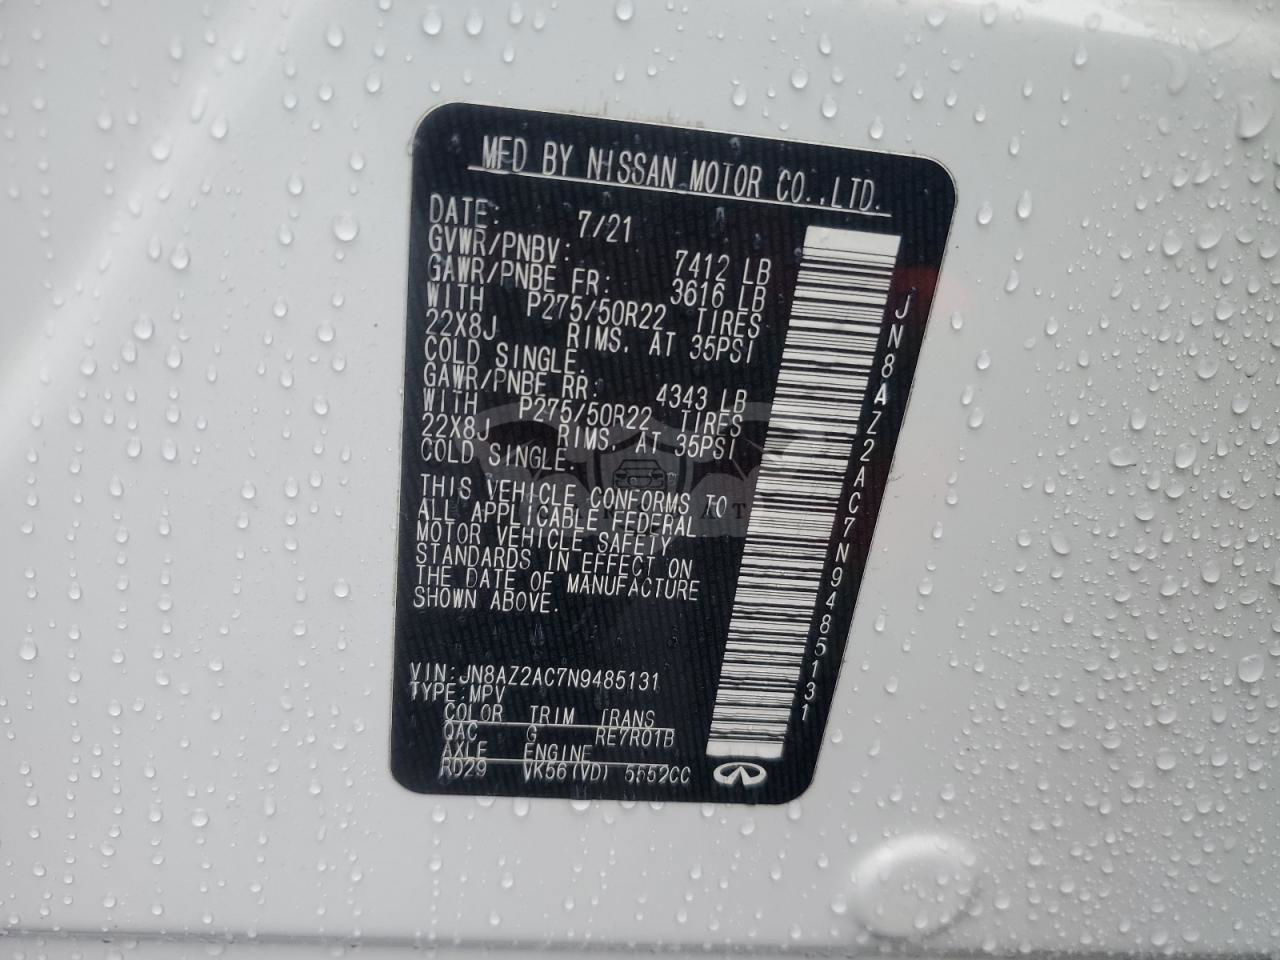 MFD BY NISSAN MOTOR CO.,LTD.
DATE: 7/21
GVWR/PNBV: 7412 LB
GAWR/PNBE FR: 3616 LB
WITH P275/50R22 TIRES
22X8J RIMS, AT 35PSI
COLD SINGLE.
GAWR/PNBE RR: 4343 LB
WITH P275/50R22 TIRES
22X8J RIMS, AT 35PSI
COLD SINGLE.
THIS VEHICLE CONFORMS TO
ALL APPLICABLE FEDERAL
MOTOR VEHICLE SAFETY
STANDARDS IN EFFECT ON
THE DATE OF MANUFACTURE
SHOWN ABOVE.
VIN:JN8AZ2AC7N9485131
TYPE:MPV
COLOR TRIM TRANS
QAC G RE7R01B
AXLE ENGINE
RD29 VK56(VD) 5552CC
JN8AZ2AC7N9485131